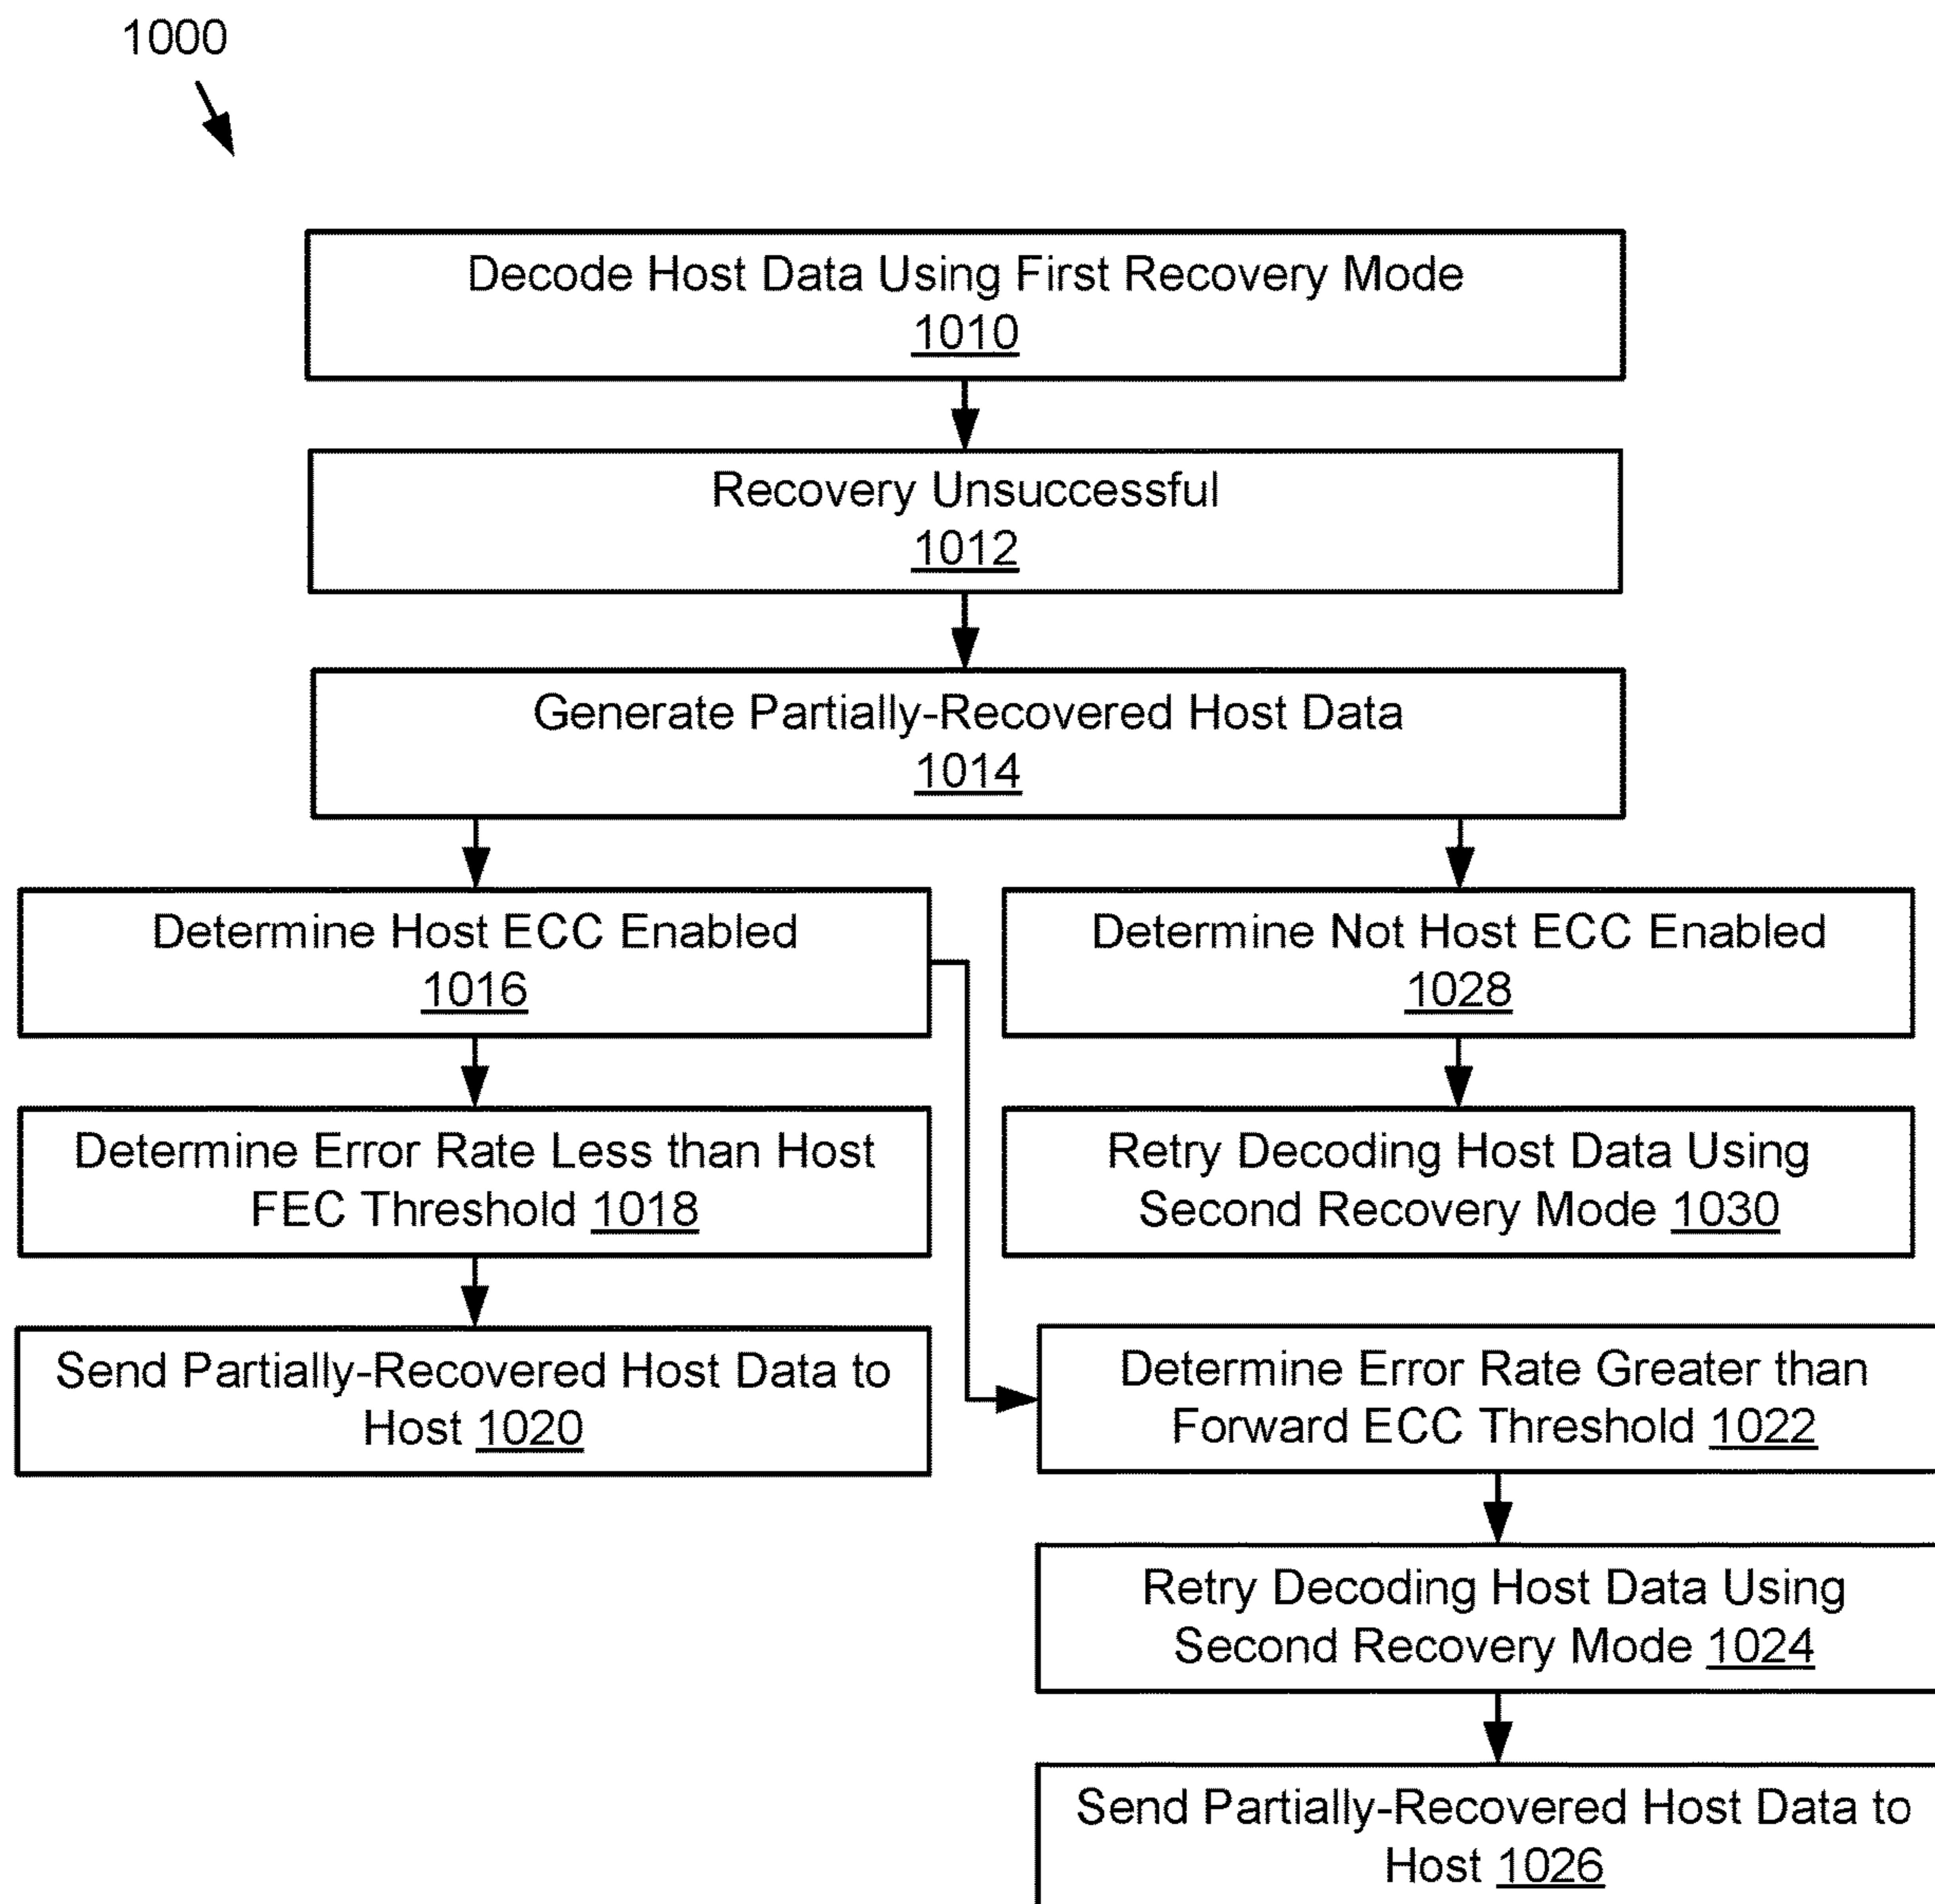 1000
Decode Host Data Using First Recovery Mode
1010
Recovery Unsuccessful
1012
Generate Partially-Recovered Host Data
1014
Determine Host ECC Enabled
1016
Determine Not Host ECC Enabled
1028
Determine Error Rate Less than Host
FEC Threshold 1018
Retry Decoding Host Data Using
Second Recovery Mode 1030
Send Partially-Recovered Host Data to
Host 1020
Determine Error Rate Greater than
Forward ECC Threshold 1022
Retry Decoding Host Data Using
Second Recovery Mode 1024
Send Partially-Recovered Host Data to
Host 1026